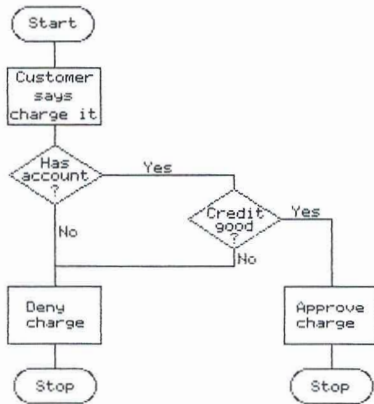 Start
Customer
says
charge it
Has
account
?
Yes
No
Credit
good
?
Yes
No
Deny
charge
Approve
charge
Stop
Stop